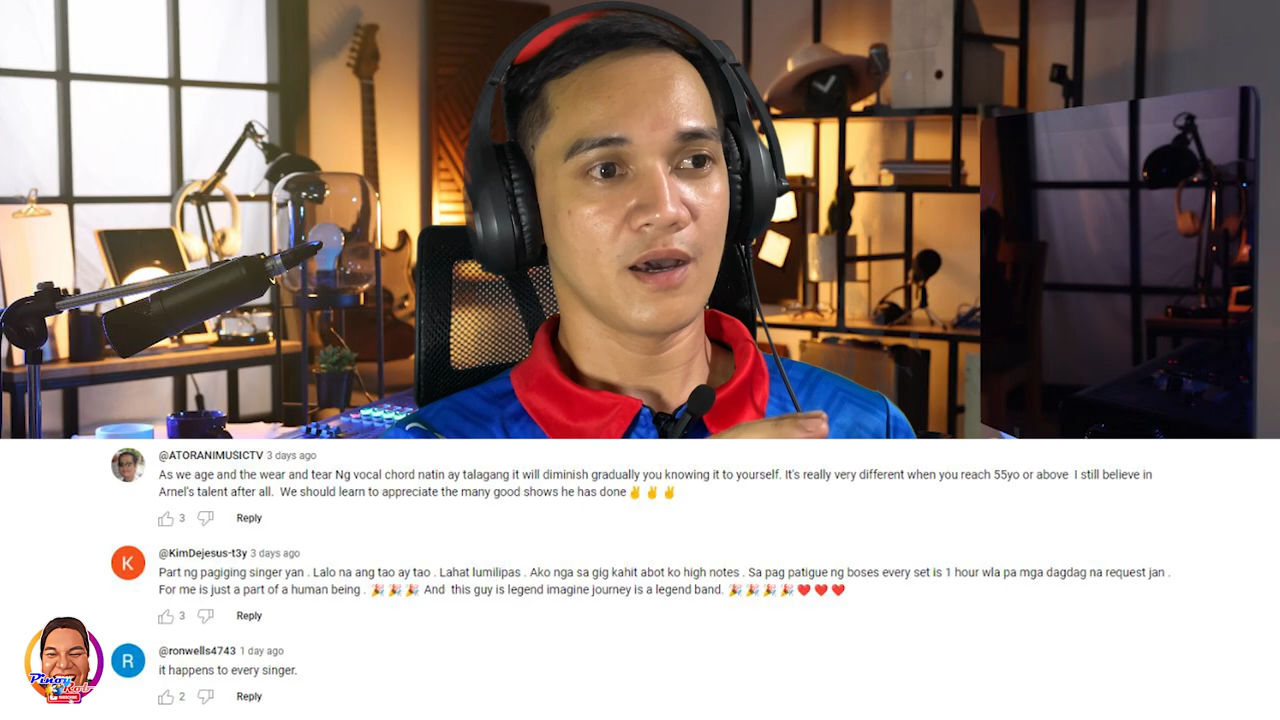 @ATORANIMUSICTV 3 days ago
As we age and the wear and tear Ng vocal chord natin ay talagang it will diminish gradually you knowing it to yourself. It's really very different when you reach 55yo or above I still believe in
Arnel's talent after all. We should learn to appreciate the many good shows he has done✌️✌️✌️
3 Reply
K
@KimDejesus-t3y 3 days ago
Part ng pagiging singer yan . Lalo na ang tao ay tao . Lahat lumilipas . Ako nga sa gig kahit abot ko high notes . Sa pag patigue ng boses every set is 1 hour wla pa mga dagdag na request jan .
For me is just a part of a human being . 🎉🎉🎉 And this guy is legend imagine journey is a legend band. 🎉🎉🎉🎉❤️❤️❤️
3 Reply
R
@ronwells4743 1 day ago
it happens to every singer.
2 Reply
Pinoy
Rob
SUBSCRIBE